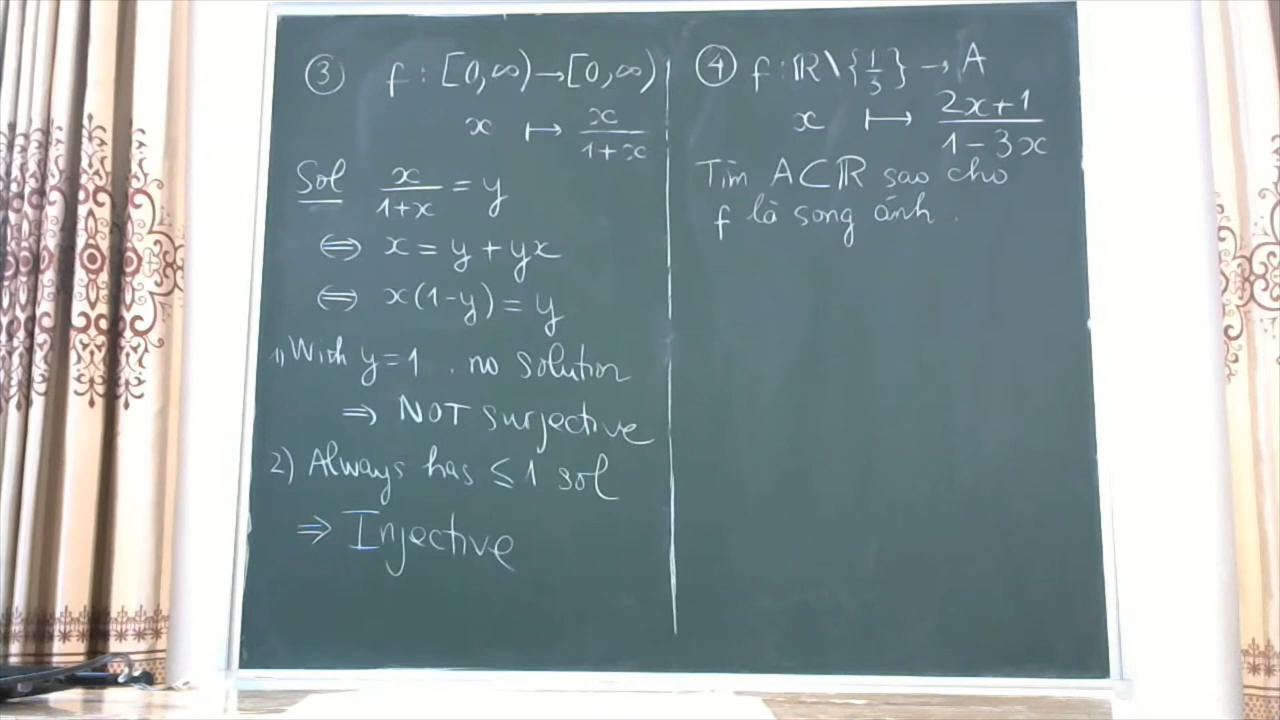 ③ f : [0,∞) → [0,∞)
x ↦ x/(1+x)
Sol x/(1+x) = y
⇔ x = y + yx
⇔ x(1-y) = y
1) With y=1 . no solution
⇒ NOT surjective
2) Always has ≤ 1 sol
⇒ Injective
④ f : ℝ \ {1/3} → A
x ↦ (2x+1)/(1-3x)
Tìm A⊂ℝ sao cho
f là song ánh .